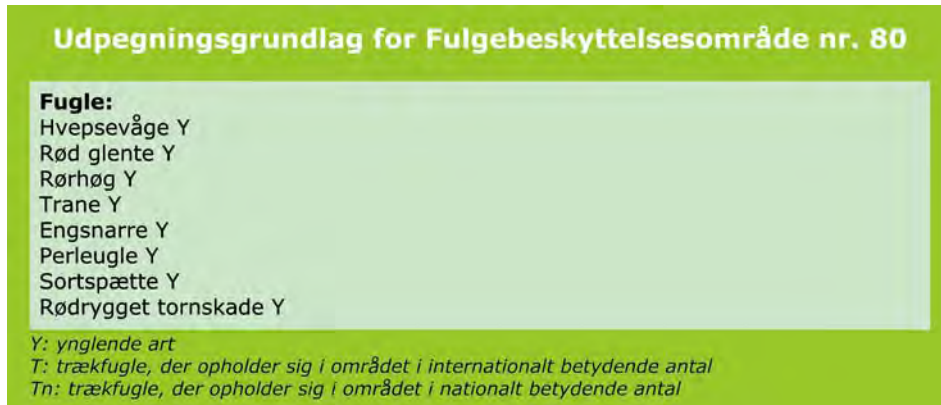 Udpegningsgrundlag for Fulgebeskyttelsesområde nr. 80
Fugle:
Hvepsevåge Y
Rød glente Y
Rørhøg Y
Trane Y
Engsnarre Y
Perleugle Y
Sortspætte Y
Rødrygget tornskade Y
Y: ynglende art
T: trækfugle, der opholder sig i området i internationalt betydende antal
Tn: trækfugle, der opholder sig i området i nationalt betydende antal